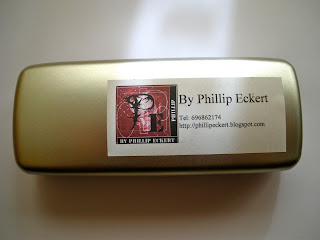 PE
PHILLIP
BY PHILLIP ECKERT
By Phillip Eckert
Tel: 696862174
http://phillipeckert.blogspot.com